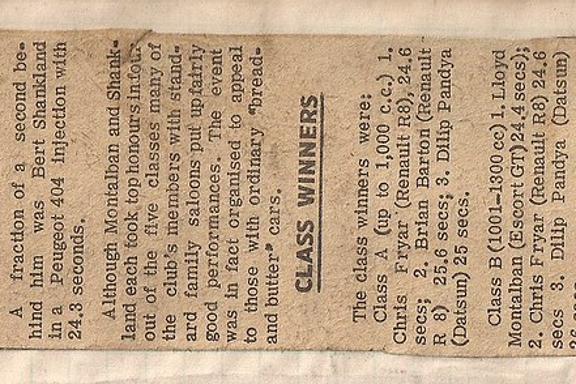 A fraction of a second be-
hind him was Bert Shankland
in a Peugeot 404 injection with
24.3 seconds.
Although Montalban and Shank-
land each took top honours in four
out of the five classes many of
the club's members with stand-
ard family saloons put up fairly
good performances. The event
was in fact organised to appeal
to those with ordinary "bread-
and butter" cars.
CLASS WINNERS
The class winners were:
Class A (up to 1,000 c.c.) 1.
Chris Fryar (Renault R8), 24.6
secs; 2. Brian Barton (Renault
R 8) 25.6 secs; 3. Dilip Pandya
(Datsun) 25 secs.
Class B (1001-1300 cc) 1. Lloyd
Montalban (Escort GT) 24.4 secs);
2. Chris Fryar (Renault R8) 24.6
secs 3. Dilip Pandya (Datsun)